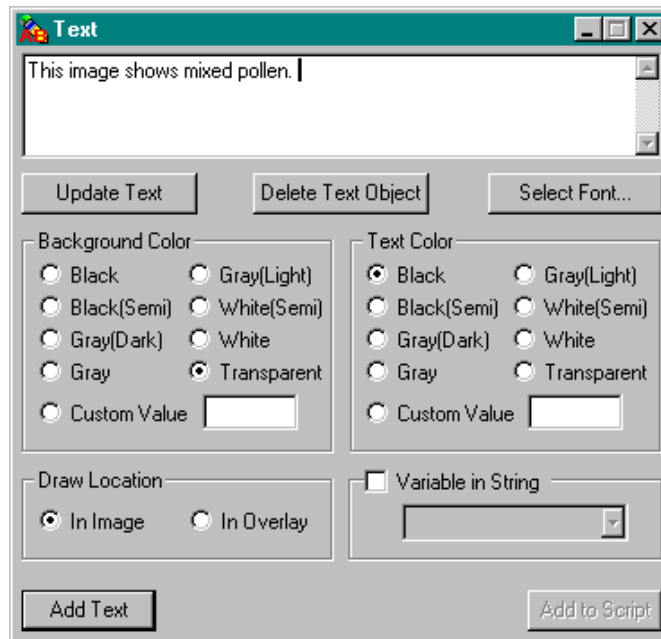 Text
This image shows mixed pollen.
Update Text Delete Text Object Select Font...
Background Color Text Color
Black Gray(Light) Black Gray(Light)
Black(Semi) White(Semi) Black(Semi) White(Semi)
Gray(Dark) White Gray(Dark) White
Gray Transparent Gray Transparent
Custom Value Custom Value
Draw Location Variable in String
In Image In Overlay
Add Text Add to Script